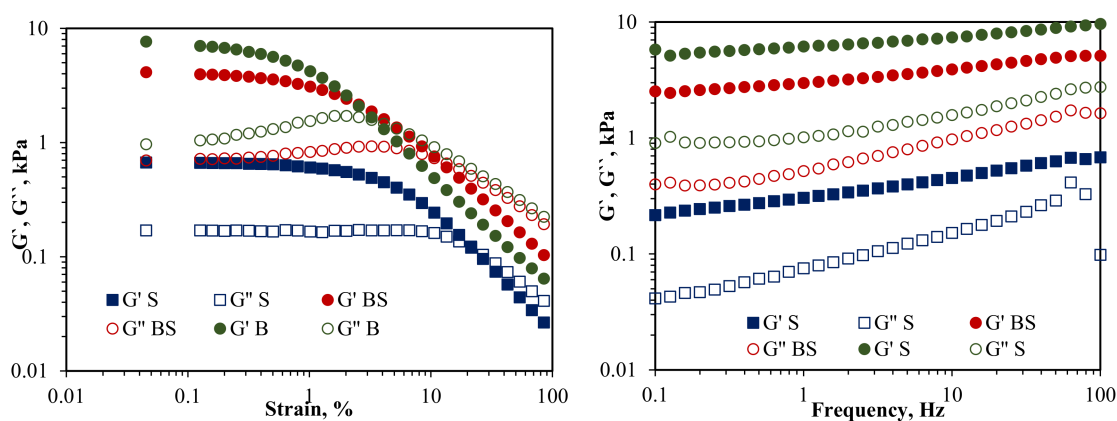 G`, G``, kPa
10
1
0.1
0.01
0.01 0.1 1 10 100
Strain, %
G' S G'' S G' BS
G'' BS G' B G'' B
G`, G``, kPa
10
1
0.1
0.01
0.1 1 10 100
Frequency, Hz
G' S G'' S G' BS
G'' BS G' S G'' S